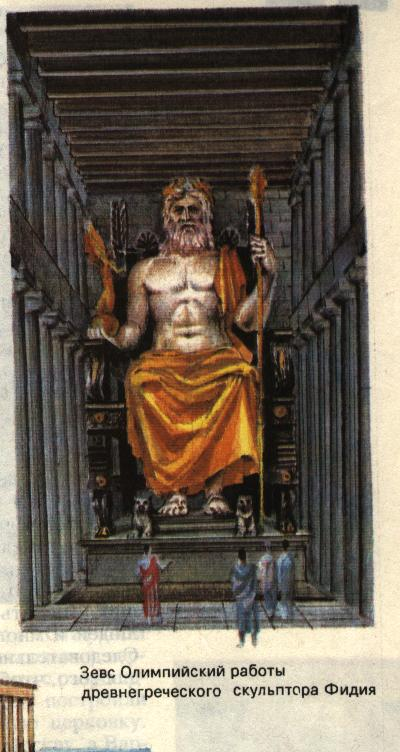 Зевс Олимпийский работы
древнегреческого скульптора Фидия